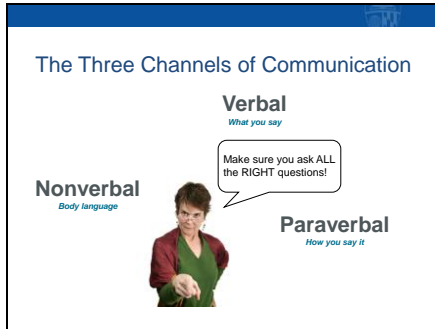 The Three Channels of Communication
Verbal
What you say
Make sure you ask ALL
the RIGHT questions!
Nonverbal
Body language
Paraverbal
How you say it